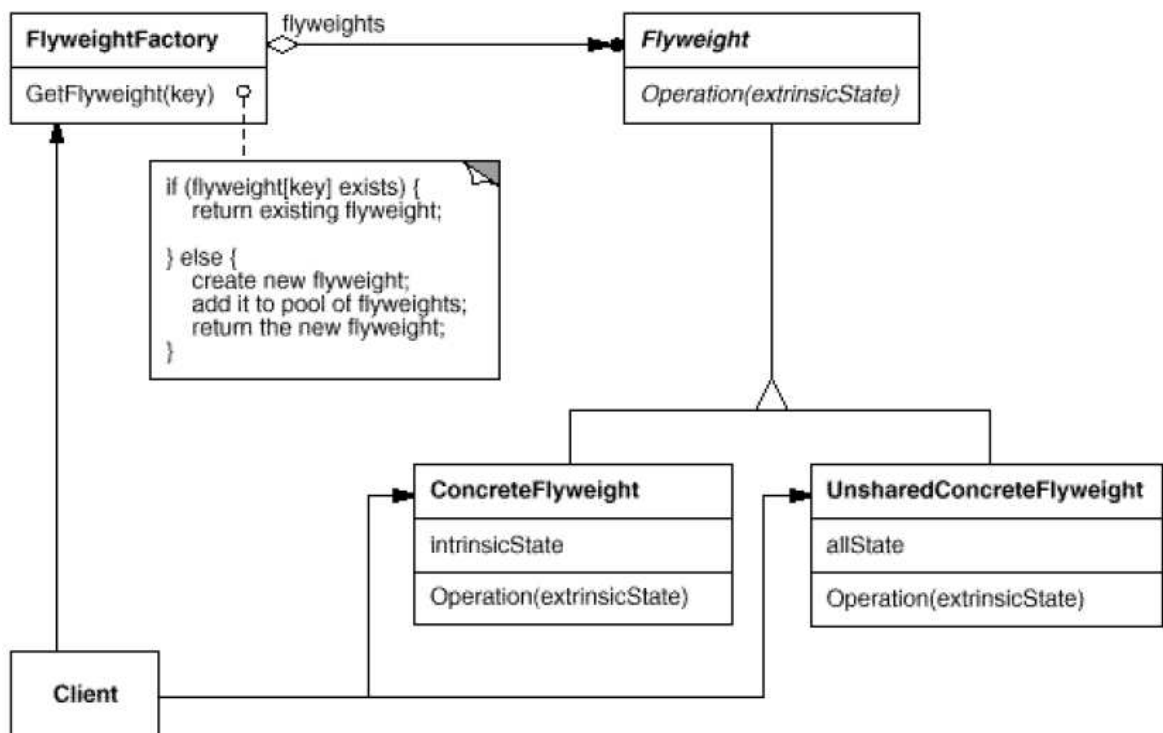 flyweights
FlyweightFactory
Flyweight
GetFlyweight(key)
Operation(extrinsicState)
if (flyweight[key] exists) {
return existing flyweight;
} else {
create new flyweight;
add it to pool of flyweights;
return the new flyweight;
}
ConcreteFlyweight
UnsharedConcreteFlyweight
intrinsicState
allState
Operation(extrinsicState)
Operation(extrinsicState)
Client